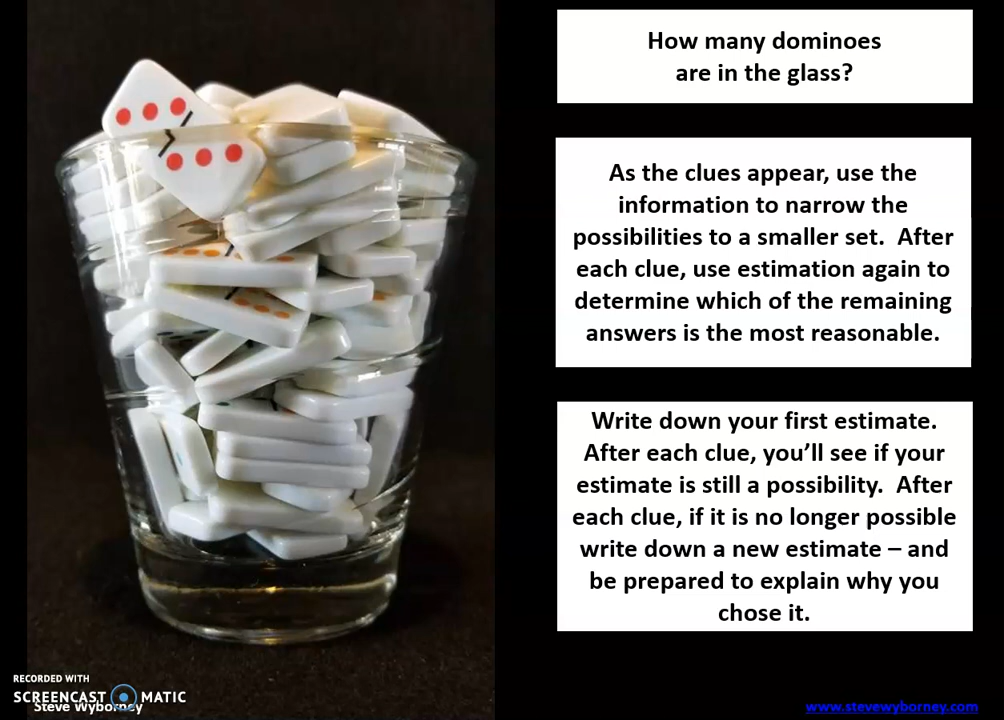 How many dominoes
are in the glass?
As the clues appear, use the
information to narrow the
possibilities to a smaller set.  After
each clue, use estimation again to
determine which of the remaining
answers is the most reasonable.
Write down your first estimate.
After each clue, you’ll see if your
estimate is still a possibility.  After
each clue, if it is no longer possible
write down a new estimate – and
be prepared to explain why you
chose it.
RECORDED WITH
SCREENCAST MATIC
Steve Wyborney
www.stevewyborney.com